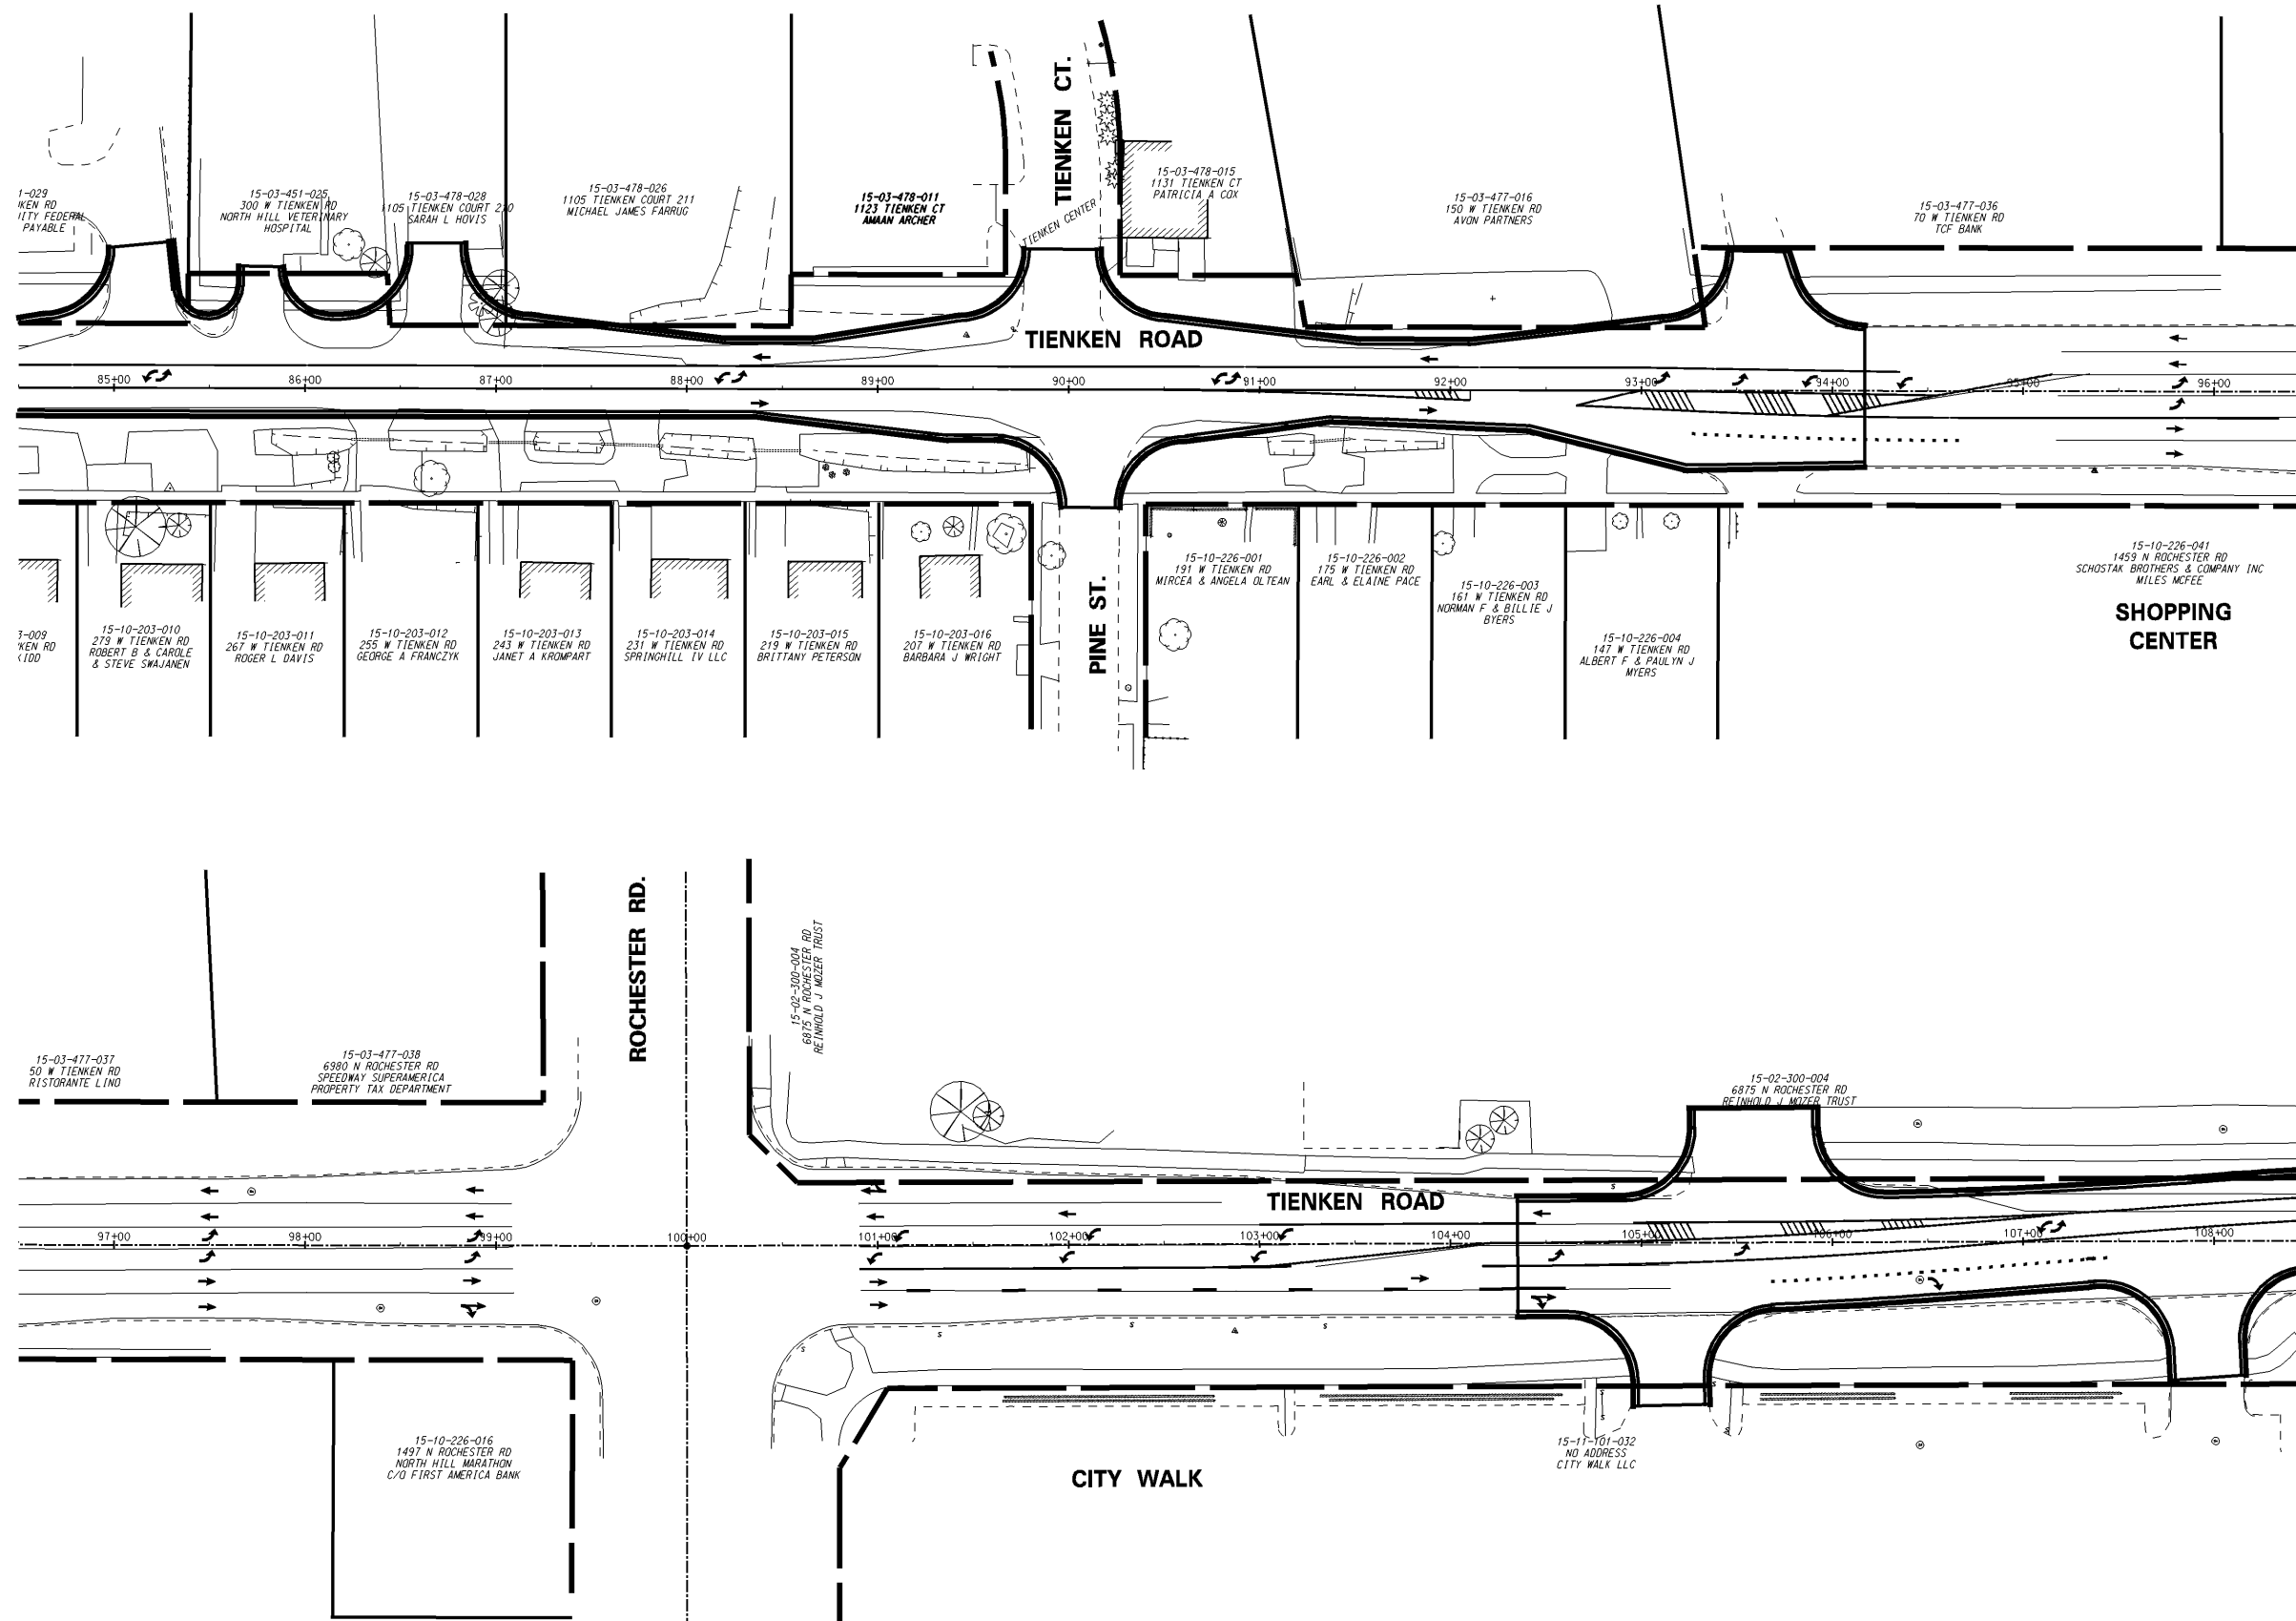 TIENKEN CT.
1-029
KEN RD
ITY FEDERAL
PAYABLE
15-03-451-025
300 W TIENKEN RD
NORTH HILL VETERINARY
HOSPITAL
15-03-478-028
1105 TIENKEN COURT 210
SARAH L HOVIS
15-03-478-026
1105 TIENKEN COURT 211
MICHAEL JAMES FARRUG
15-03-478-011
1123 TIENKEN CT
AMAAN ARCHER
TIENKEN CENTER
15-03-478-015
1131 TIENKEN CT
PATRICIA A COX
15-03-477-016
150 W TIENKEN RD
AVON PARTNERS
15-03-477-036
70 W TIENKEN RD
TCF BANK
TIENKEN ROAD
85+00
86+00
87+00
88+00
89+00
90+00
91+00
92+00
93+00
94+00
95+00
96+00
3-009
KEN RD
KIDD
15-10-203-010
279 W TIENKEN RD
ROBERT B & CAROLE
& STEVE SWAJANEN
15-10-203-011
267 W TIENKEN RD
ROGER L DAVIS
15-10-203-012
255 W TIENKEN RD
GEORGE A FRANCZYK
15-10-203-013
243 W TIENKEN RD
JANET A KROMPART
15-10-203-014
231 W TIENKEN RD
SPRINGHILL IV LLC
15-10-203-015
219 W TIENKEN RD
BRITTANY PETERSON
15-10-203-016
207 W TIENKEN RD
BARBARA J WRIGHT
PINE ST.
15-10-226-001
191 W TIENKEN RD
MIRCEA & ANGELA OLTEAN
15-10-226-002
175 W TIENKEN RD
EARL & ELAINE PACE
15-10-226-003
161 W TIENKEN RD
NORMAN F & BILLIE J
BYERS
15-10-226-004
147 W TIENKEN RD
ALBERT F & PAULYN J
MYERS
15-10-226-041
1459 N ROCHESTER RD
SCHOSTAK BROTHERS & COMPANY INC
MILES MCFEE
SHOPPING
CENTER
ROCHESTER RD.
15-02-300-004
6875 N ROCHESTER RD
REINHOLD J MOZER TRUST
15-03-477-037
50 W TIENKEN RD
RISTORANTE LINO
15-03-477-038
6980 N ROCHESTER RD
SPEEDWAY SUPERAMERICA
PROPERTY TAX DEPARTMENT
15-02-300-004
6875 N ROCHESTER RD
REINHOLD J MOZER TRUST
TIENKEN ROAD
97+00
98+00
99+00
100+00
101+00
102+00
103+00
104+00
105+00
106+00
107+00
108+00
15-10-226-016
1497 N ROCHESTER RD
NORTH HILL MARATHON
C/O FIRST AMERICA BANK
CITY WALK
15-11-101-032
NO ADDRESS
CITY WALK LLC